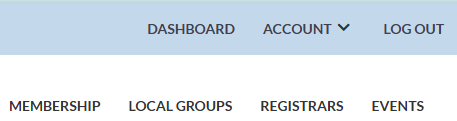 DASHBOARD ACCOUNT LOG OUT
MEMBERSHIP LOCAL GROUPS REGISTRARS EVENTS